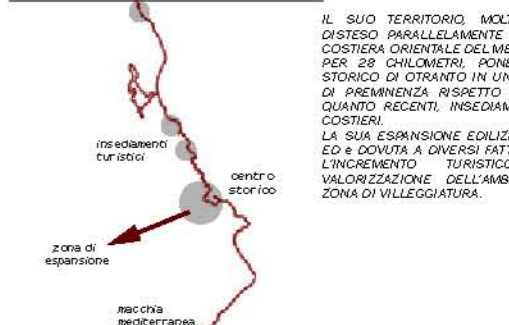 IL SUO TERRITORIO, MOLT
DISTESO PARALLELAMENTE
COSTIERA ORIENTALE DEL ME
PER 28 CHILOMETRI, PONE
STORICO DI OTRANTO IN UN
DI PREMINENZA RISPETTO
QUANTO RECENTI, INSEDIAM
COSTIERI.
LA SUA ESPANSIONE EDILIZI
ED è DOVUTA A DIVERSI FATT
L'INCREMENTO TURISTICO
VALORIZZAZIONE DELL'AMB
ZONA DI VILLEGGIATURA.
insediamenti
turistici
centro
storico
zona di
espansione
macchia
mediterranea